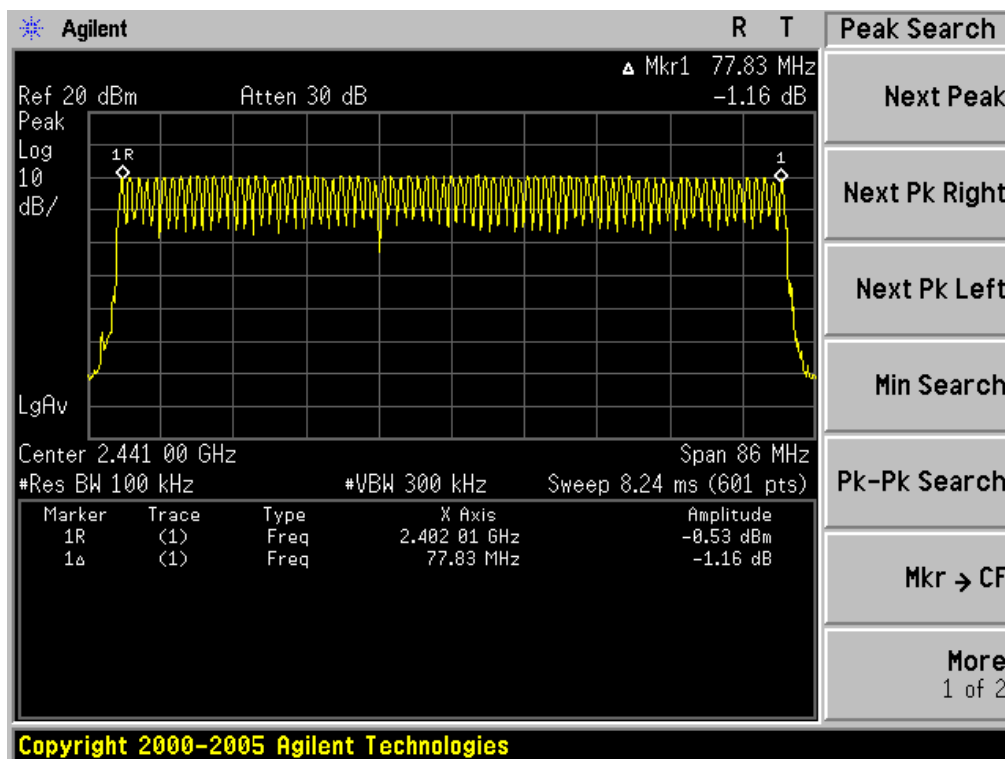 Agilent R T Peak Search
Δ Mkr1 77.83 MHz
Ref 20 dBm Atten 30 dB -1.16 dB
Peak
Log
10
dB/
1R
1
LgAv
Center 2.441 00 GHz Span 86 MHz
#Res BW 100 kHz #VBW 300 kHz Sweep 8.24 ms (601 pts)
Marker Trace Type X Axis Amplitude
1R (1) Freq 2.402 01 GHz -0.53 dBm
1Δ (1) Freq 77.83 MHz -1.16 dB
Next Peak
Next Pk Right
Next Pk Left
Min Search
Pk-Pk Search
Mkr → CF
More
1 of 2
Copyright 2000-2005 Agilent Technologies